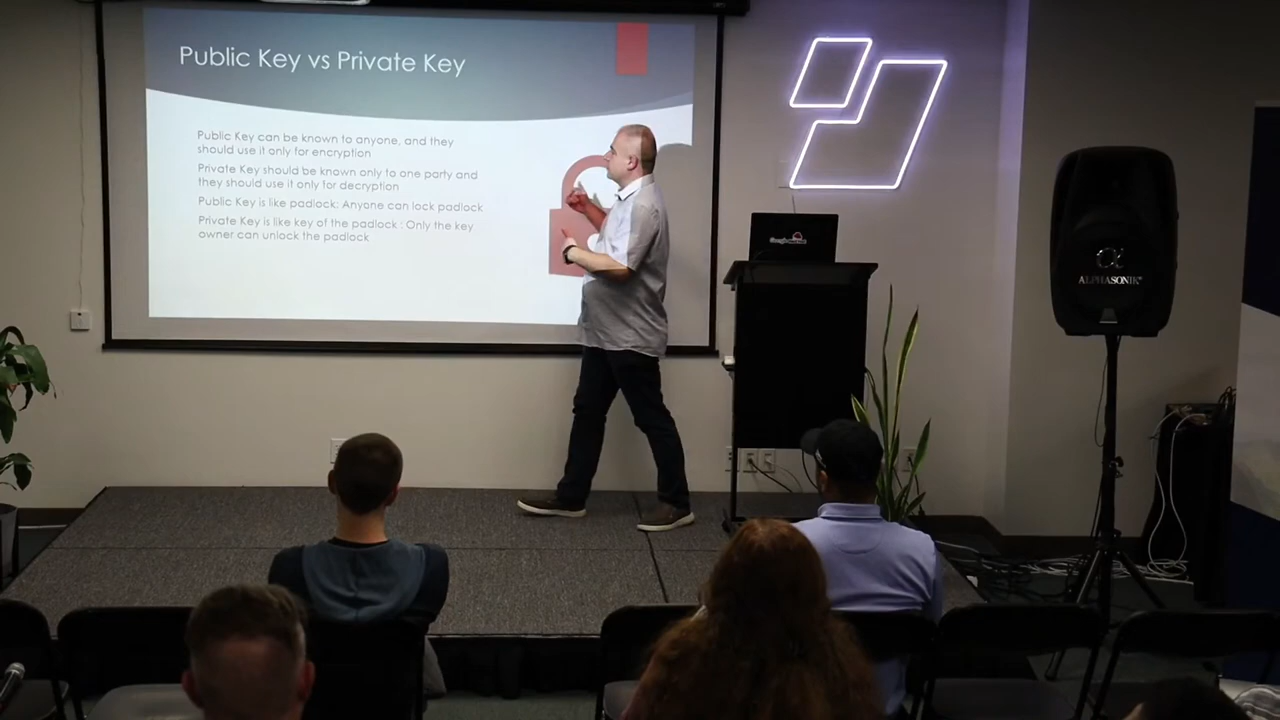 Public Key vs Private Key
Public Key can be known to anyone, and they
should use it only for encryption
Private Key should be known only to one party and
they should use it only for decryption
Public Key is like padlock: Anyone can lock padlock
Private Key is like key of the padlock : Only the key
owner can unlock the padlock
ALPHASONIK